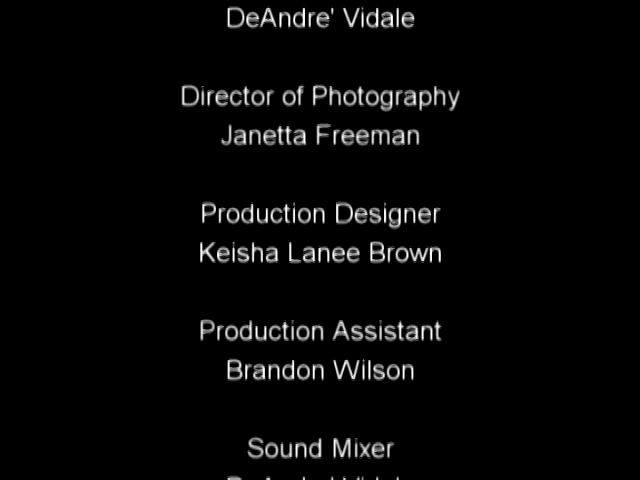 DeAndre' Vidale
Director of Photography
Janetta Freeman
Production Designer
Keisha Lanee Brown
Production Assistant
Brandon Wilson
Sound Mixer